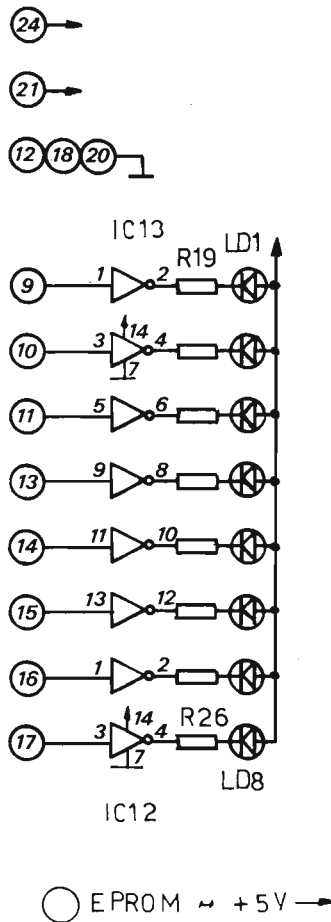 24
21
12 18 20
IC13
R19 LD1
9 1 2
10 3 14 4
7
11 5 6
13 9 8
14 11 10
15 13 12
16 1 2
17 3 14 4 R26
7
LD8
IC12
EPROM ~ +5V